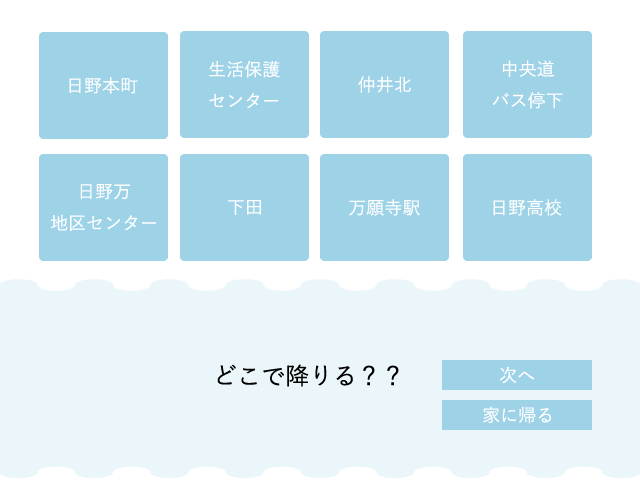 日野本町
生活保護
センター
仲井北
中央道
バス停下
日野万
地区センター
下田
万願寺駅
日野高校
どこで降りる？？
次へ
家に帰る